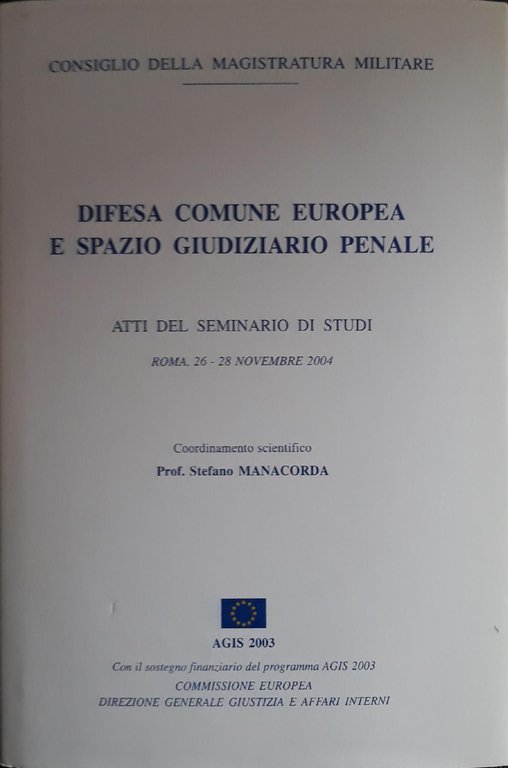 CONSIGLIO DELLA MAGISTRATURA MILITARE
DIFESA COMUNE EUROPEA
E SPAZIO GIUDIZIARIO PENALE
ATTI DEL SEMINARIO DI STUDI
ROMA, 26 - 28 NOVEMBRE 2004
Coordinamento scientifico
Prof. Stefano MANACORDA
AGIS 2003
Con il sostegno finanziario del programma AGIS 2003
COMMISSIONE EUROPEA
DIREZIONE GENERALE GIUSTIZIA E AFFARI INTERNI